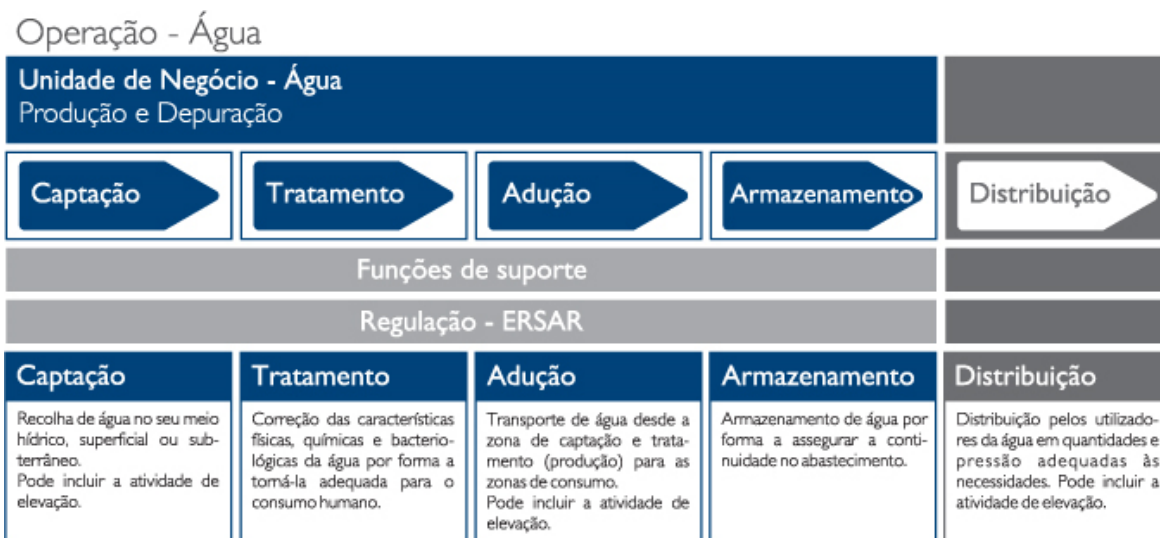 Operação - Água
Unidade de Negócio - Água
Produção e Depuração
Captação
Tratamento
Adução
Armazenamento
Distribuição
Funções de suporte
Regulação - ERSAR
Captação
Recolha de água no seu meio
hídrico, superficial ou sub-
terrâneo.
Pode incluir a atividade de
elevação.
Tratamento
Correção das características
físicas, químicas e bacterio-
lógicas da água por forma a
torná-la adequada para o
consumo humano.
Adução
Transporte de água desde a
zona de captação e trata-
mento (produção) para as
zonas de consumo.
Pode incluir a atividade de
elevação.
Armazenamento
Armazenamento de água por
forma a assegurar a conti-
nuidade no abastecimento.
Distribuição
Distribuição pelos utilizado-
res da água em quantidades e
pressão adequadas às
necessidades. Pode incluir a
atividade de elevação.